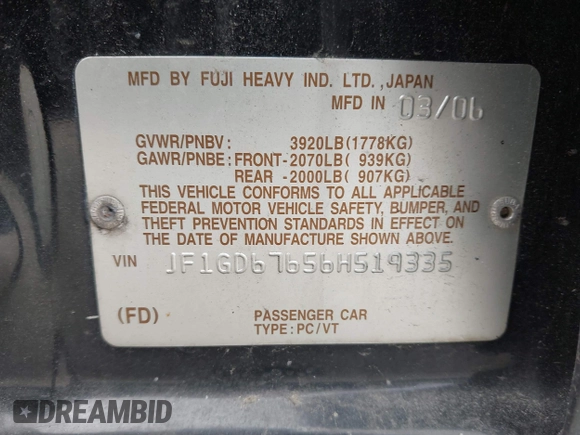 MFD BY FUJI HEAVY IND. LTD.,JAPAN
MFD IN 03/06
GVWR/PNBV: 3920LB(1778KG)
GAWR/PNBE:FRONT-2070LB( 939KG)
REAR -2000LB( 907KG)
THIS VEHICLE CONFORMS TO ALL APPLICABLE
FEDERAL MOTOR VEHICLE SAFETY, BUMPER, AND
THEFT PREVENTION STANDARDS IN EFFECT ON
THE DATE OF MANUFACTURE SHOWN ABOVE.
VIN JF1GD67656H519335
(FD) PASSENGER CAR
TYPE:PC/VT
DREAMBID